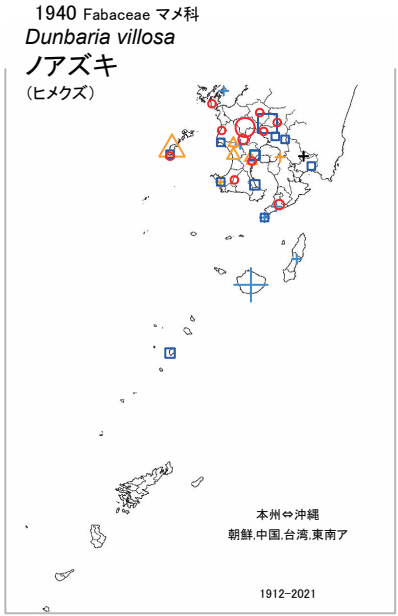 1940 Fabaceae マメ科
Dunbaria villosa
ノアズキ
(ヒメクズ)
本州⇔沖縄
朝鮮,中国,台湾,東南ア
1912-2021